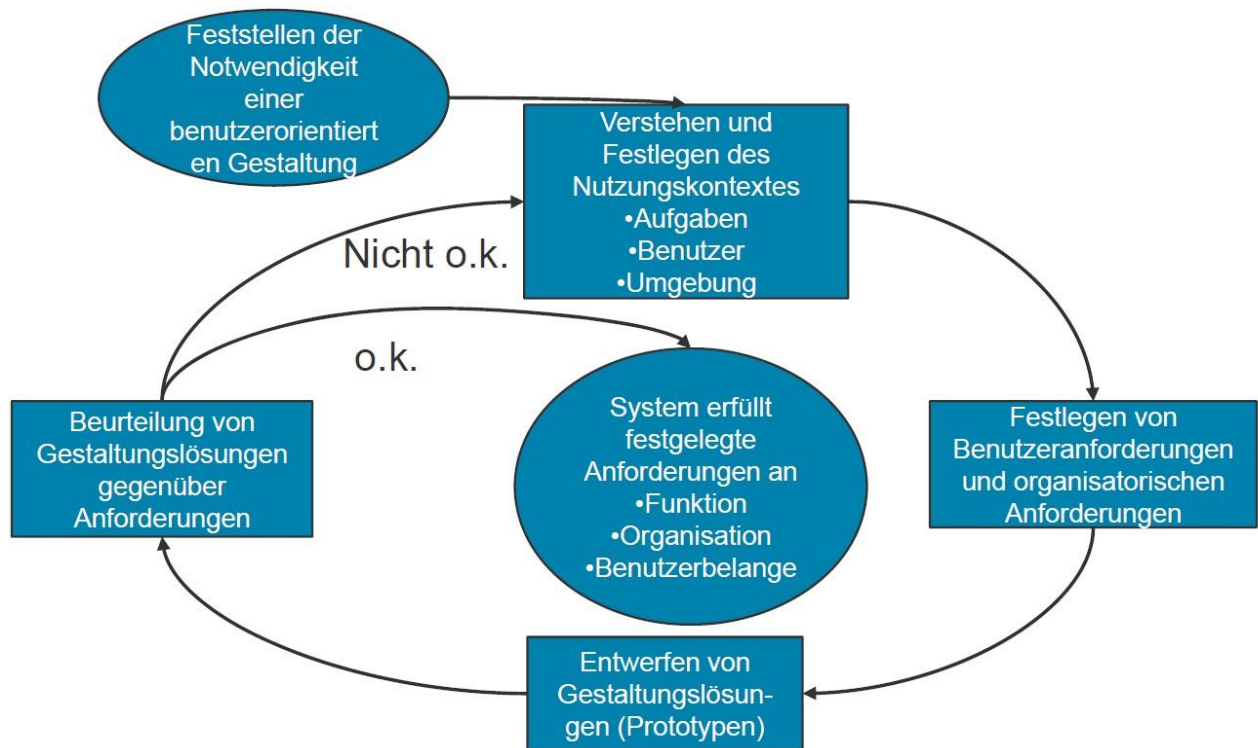 Feststellen der
Notwendigkeit
einer
benutzerorientiert
en Gestaltung
Verstehen und
Festlegen des
Nutzungskontextes
•Aufgaben
•Benutzer
•Umgebung
Nicht o.k.
o.k.
Beurteilung von
Gestaltungslösungen
gegenüber
Anforderungen
System erfüllt
festgelegte
Anforderungen an
•Funktion
•Organisation
•Benutzerbelange
Festlegen von
Benutzeranforderungen
und organisatorischen
Anforderungen
Entwerfen von
Gestaltungslösun-
gen (Prototypen)